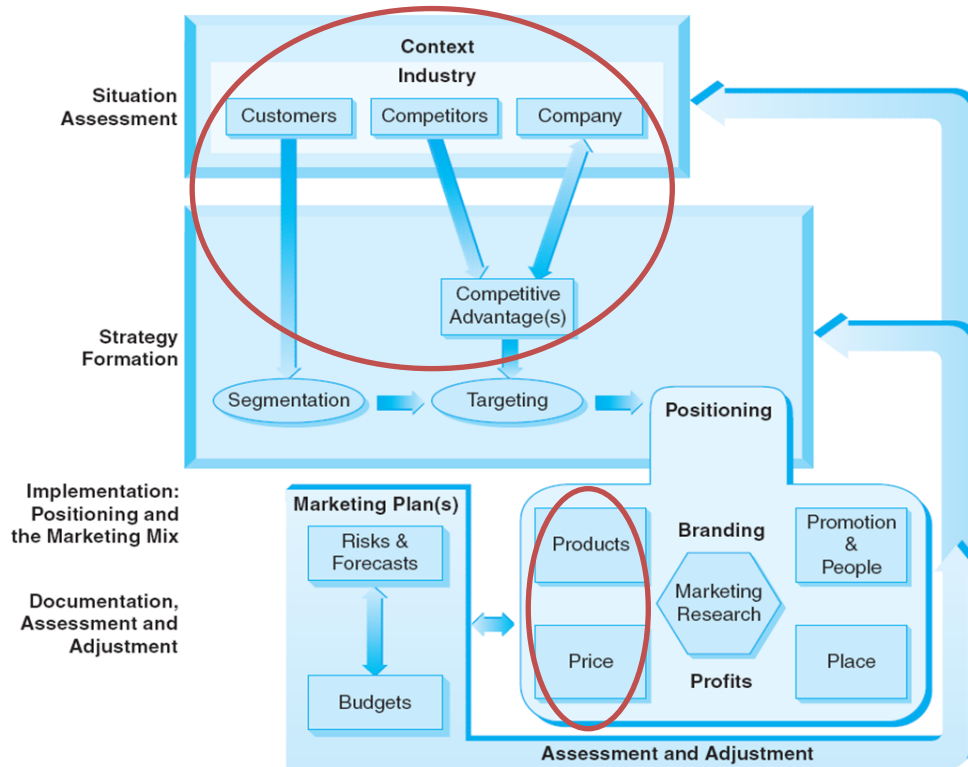 Context
Industry
Situation
Assessment
Customers
Competitors
Company
Competitive
Advantage(s)
Strategy
Formation
Segmentation
Targeting
Positioning
Implementation:
Positioning and
the Marketing Mix
Marketing Plan(s)
Risks &
Forecasts
Products
Branding
Promotion
&
People
Marketing
Research
Documentation,
Assessment and
Adjustment
Budgets
Price
Profits
Place
Assessment and Adjustment